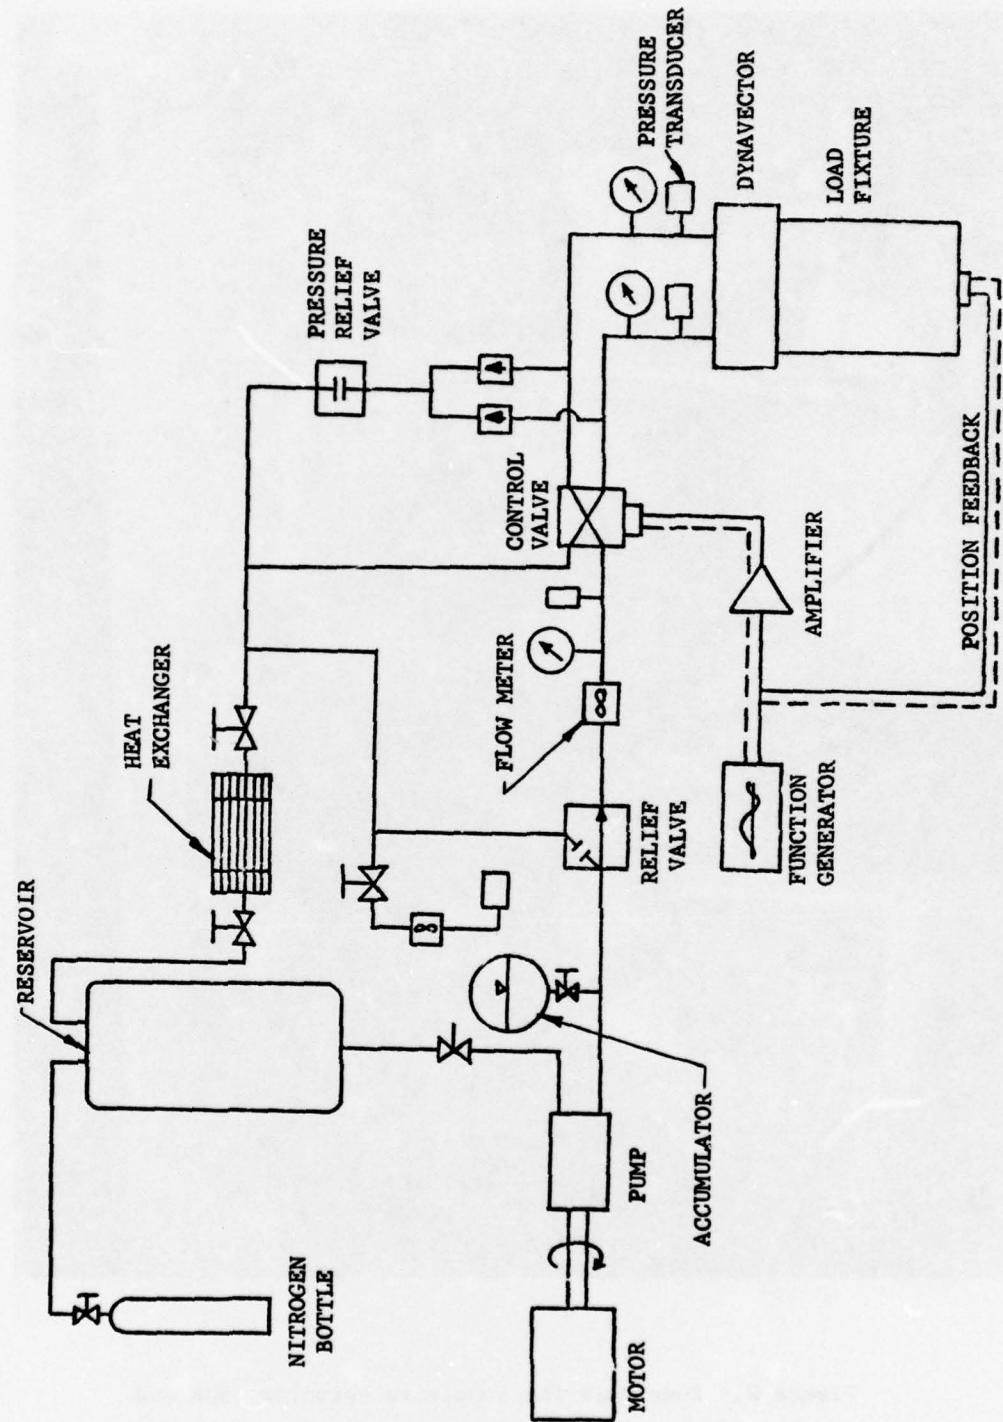 RESERVOIR
HEAT
EXCHANGER
NITROGEN
BOTTLE
PRESSURE
RELIEF
VALVE
FLOW METER
CONTROL
VALVE
MOTOR
PUMP
RELIEF
VALVE
PRESSURE
TRANSDUCER
ACCUMULATOR
DYNAVECTOR
FUNCTION
GENERATOR
AMPLIFIER
LOAD
FIXTURE
POSITION FEEDBACK